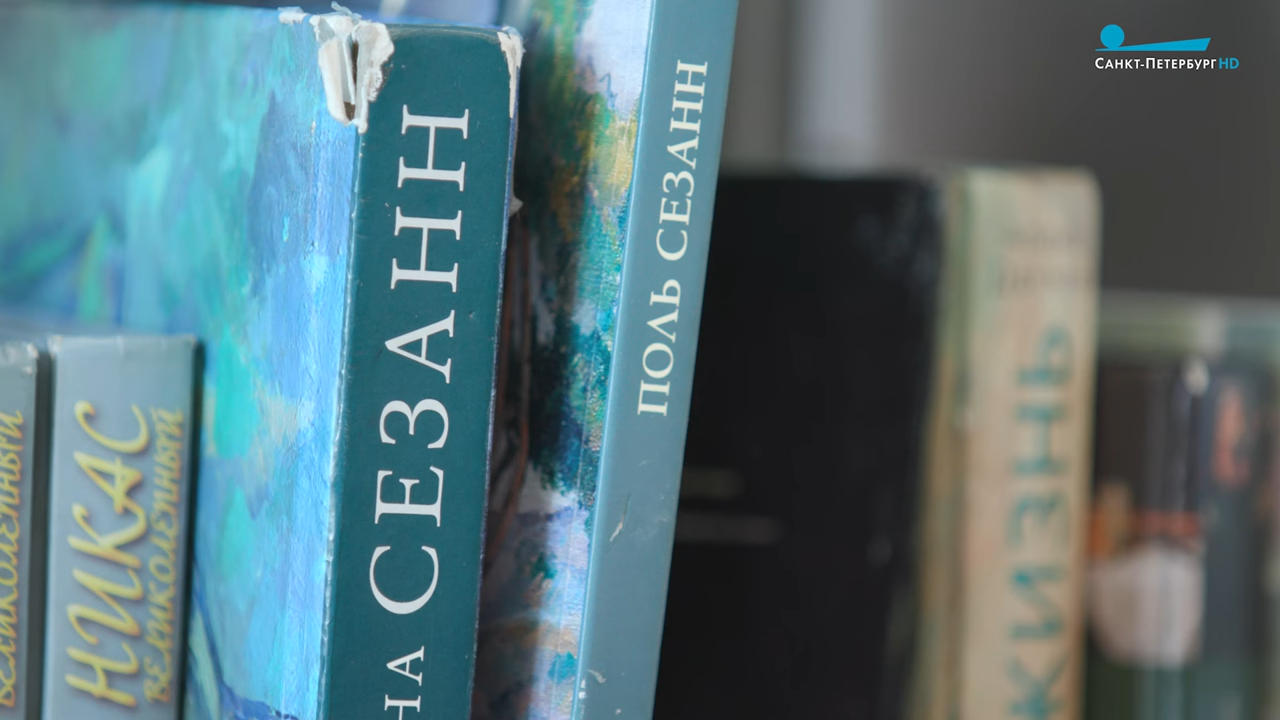 САНКТ-ПЕТЕРБУРГ HD
ВЕЛИКОЛЕПНЫЙ
НИКАС
ВЕЛИКОЛЕПНЫЙ
НА СЕЗАНН
ПОЛЬ СЕЗАНН
ЖИЗНЬ